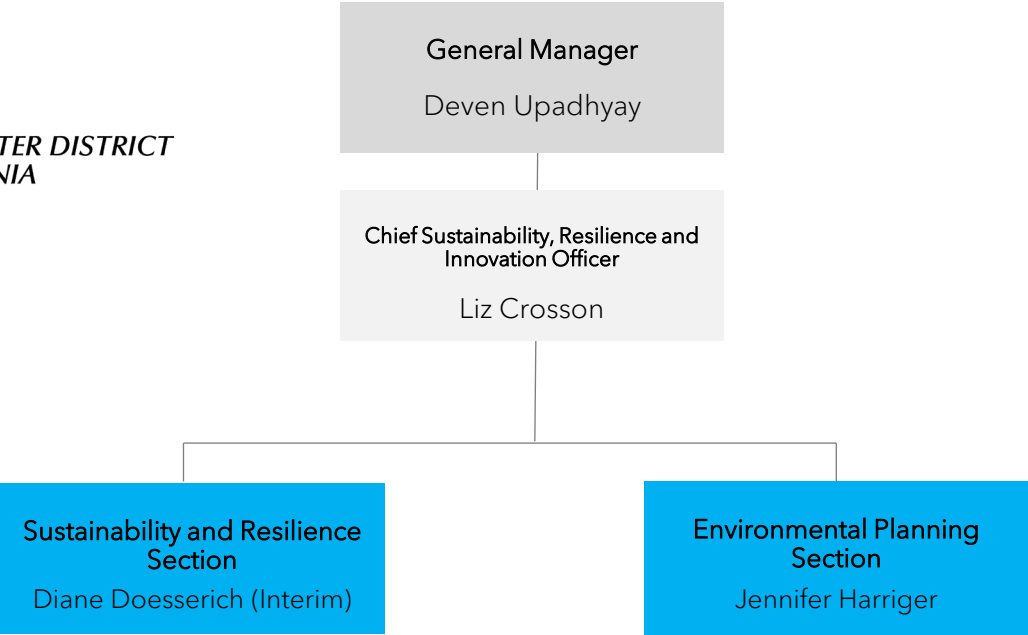 General Manager
Deven Upadhyay
TER DISTRICT
NIA
Chief Sustainability, Resilience and
Innovation Officer
Liz Crosson
Sustainability and Resilience
Section
Diane Doesserich (Interim)
Environmental Planning
Section
Jennifer Harriger